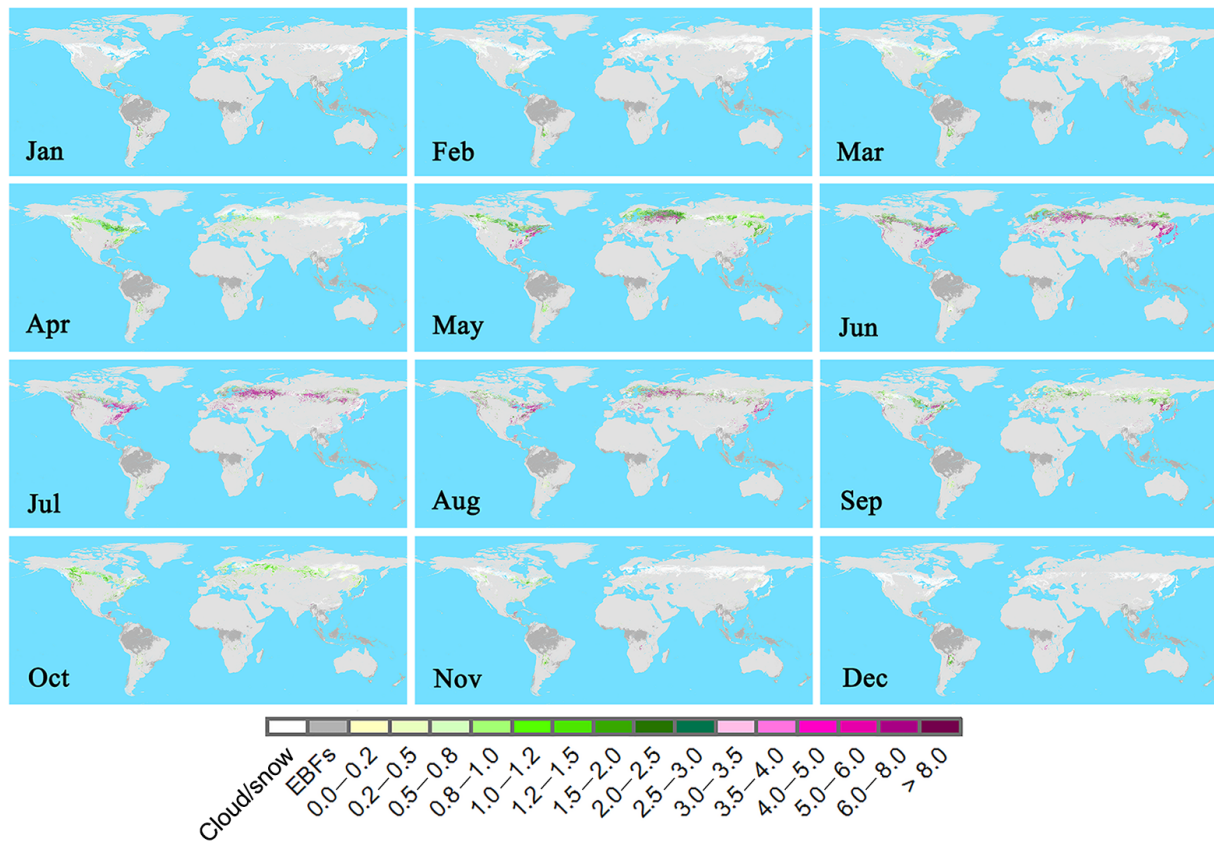 Jan
Feb
Mar
Apr
May
Jun
Jul
Aug
Sep
Oct
Nov
Dec
Cloud/snow
EBFs
0.0–0.2
0.2–0.5
0.5–0.8
0.8–1.0
1.0–1.2
1.2–1.5
1.5–2.0
2.0–2.5
2.5–3.0
3.0–3.5
3.5–4.0
4.0–5.0
5.0–6.0
6.0–8.0
> 8.0